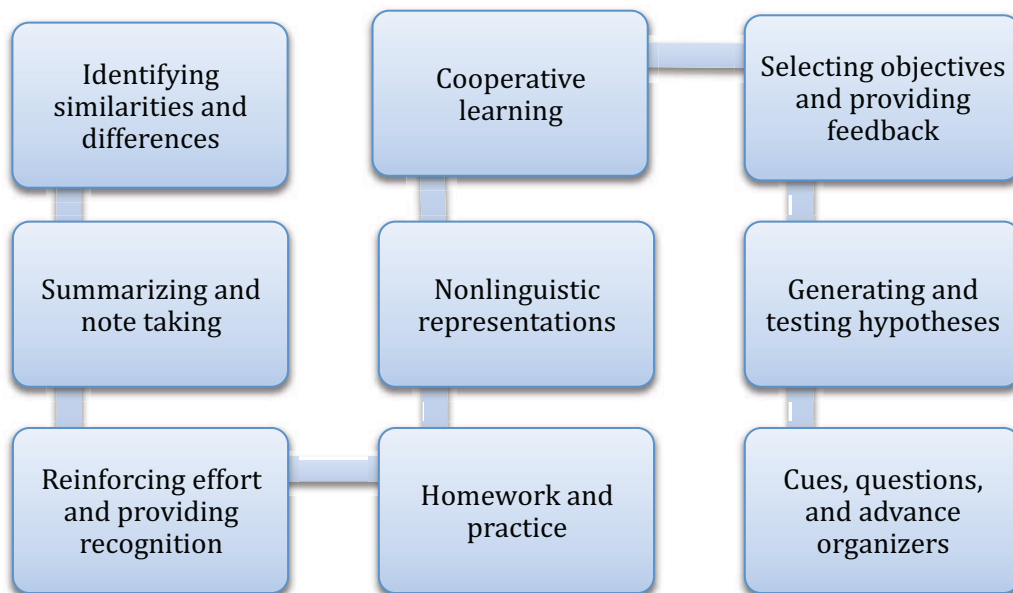 Identifying
similarities and
differences
Summarizing and
note taking
Reinforcing effort
and providing
recognition
Homework and
practice
Nonlinguistic
representations
Cooperative
learning
Selecting objectives
and providing
feedback
Generating and
testing hypotheses
Cues, questions,
and advance
organizers